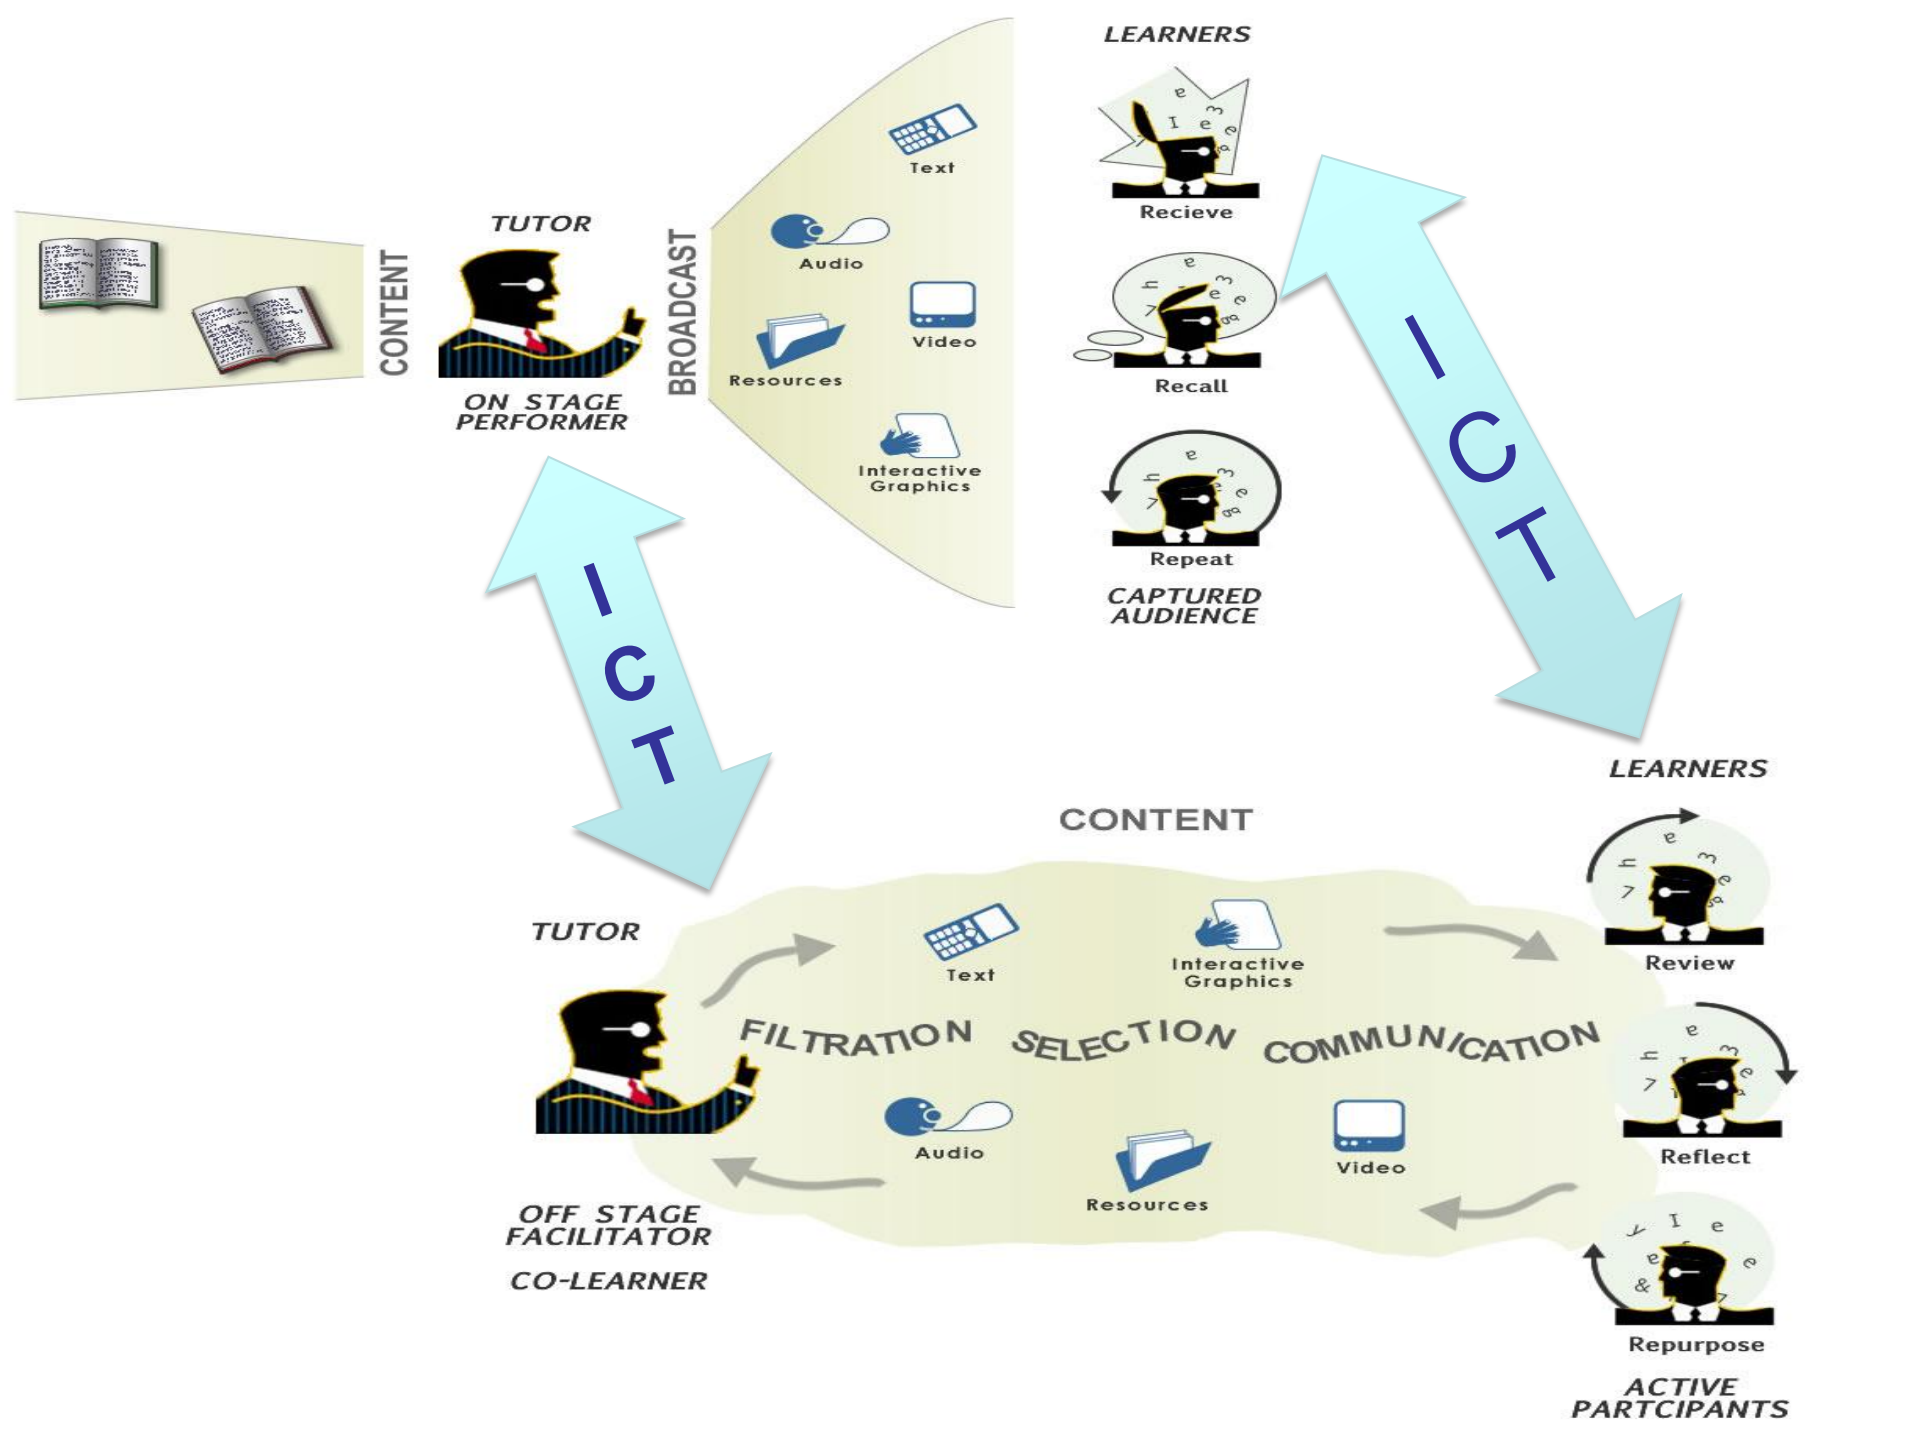 LEARNERS
Text
Recieve
TUTOR
CONTENT
BROADCAST
Audio
Video
Resources
Recall
ON STAGE
PERFORMER
Interactive
Graphics
Repeat
CAPTURED
AUDIENCE
I
C
T
I
C
T
LEARNERS
CONTENT
TUTOR
Text
Interactive
Graphics
Review
FILTRATION SELECTION COMMUNICATION
Audio
Resources
Video
Reflect
OFF STAGE
FACILITATOR
CO-LEARNER
Repurpose
ACTIVE
PARTCIPANTS